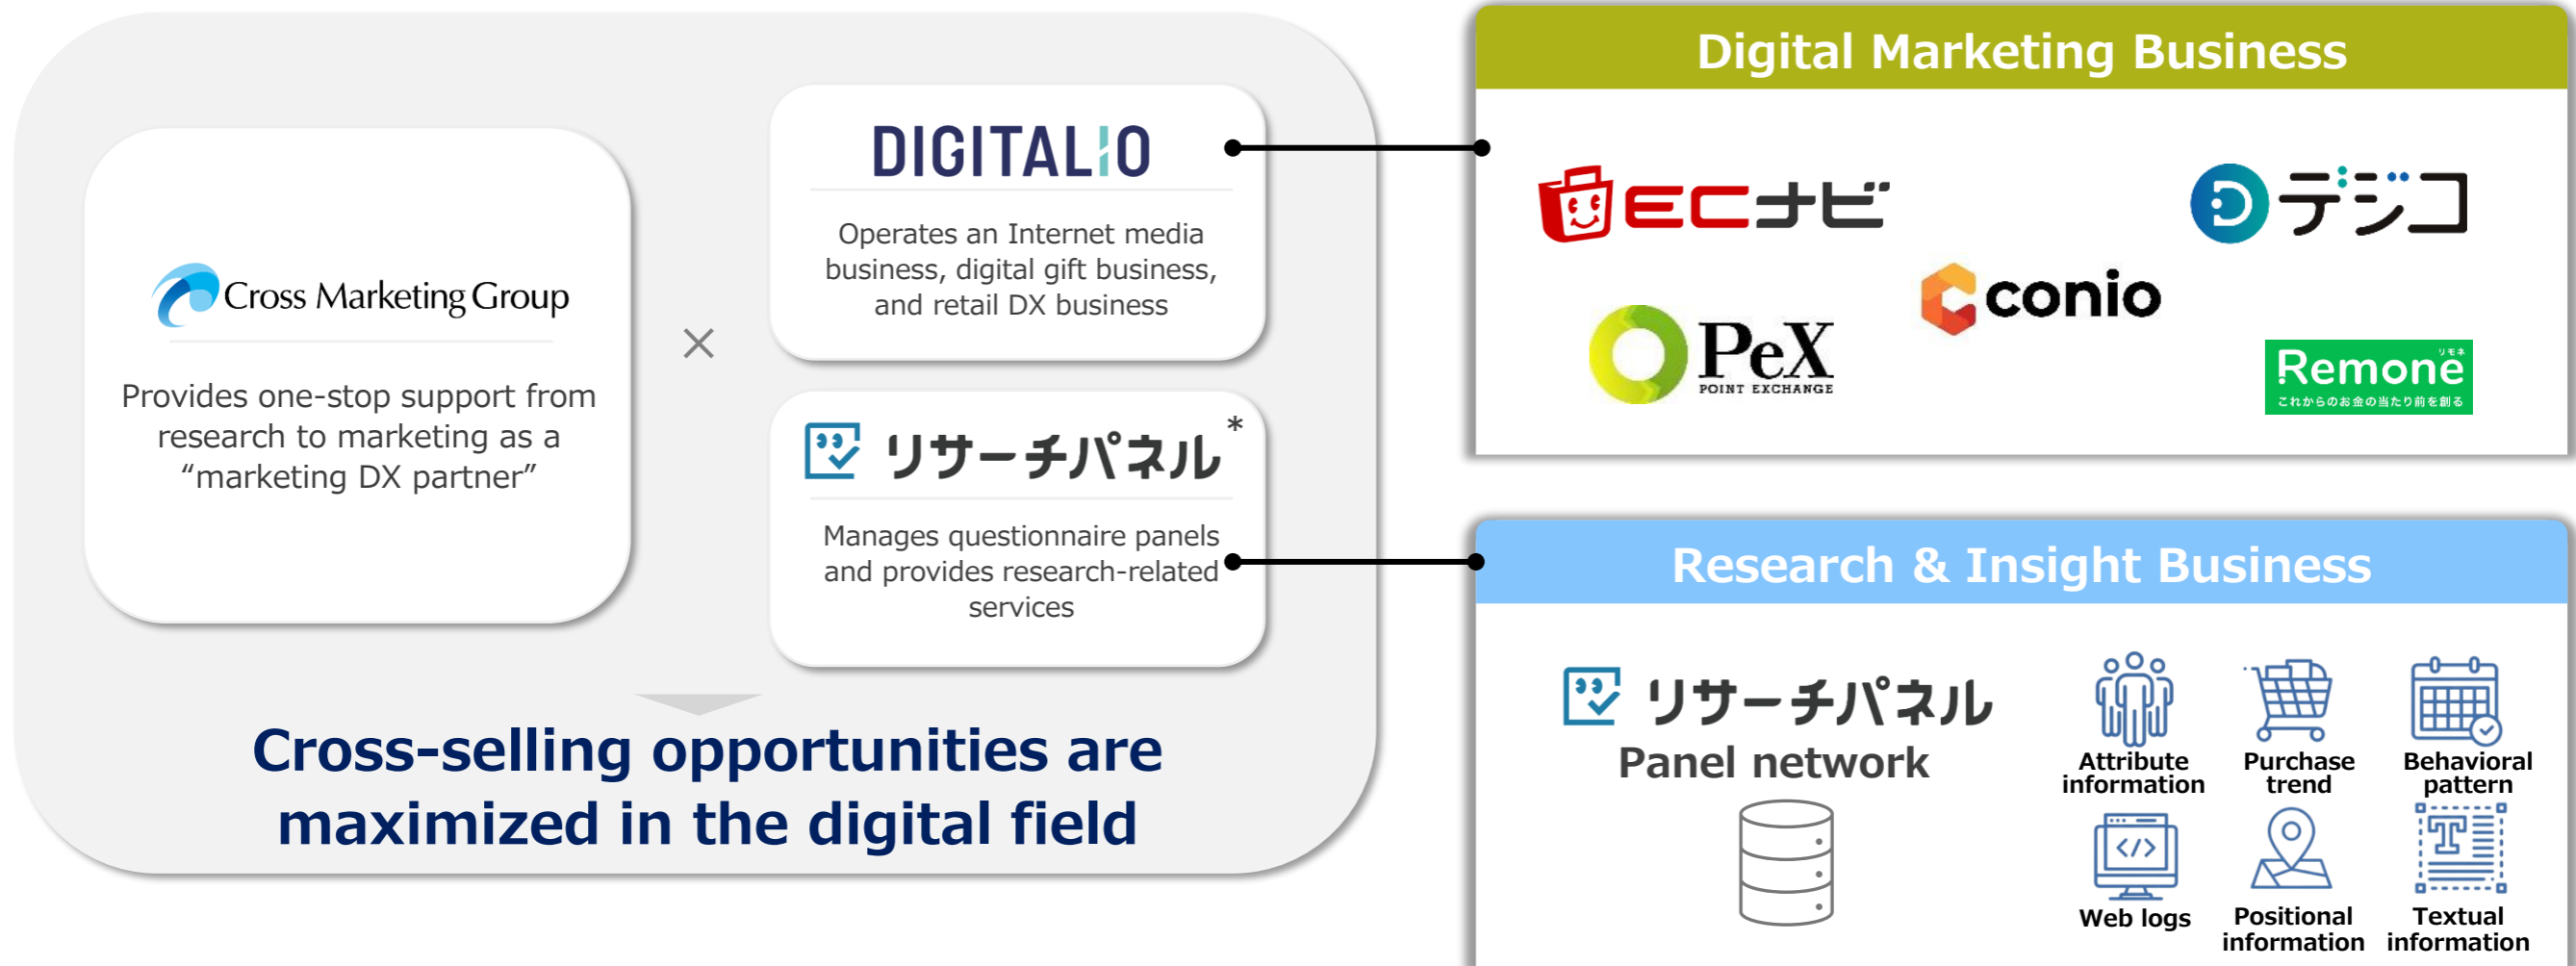 Cross Marketing Group
Provides one-stop support from
research to marketing as a
“marketing DX partner”
×
DIGITALIO
Operates an Internet media
business, digital gift business,
and retail DX business
リサーチパネル*
Manages questionnaire panels
and provides research-related
services
Cross-selling opportunities are
maximized in the digital field
Digital Marketing Business
ECナビ
デジコ
conio
PeX
POINT EXCHANGE
リモネ
Remone
これからのお金の当たり前を創る
Research & Insight Business
リサーチパネル
Panel network
Attribute
information
Purchase
trend
Behavioral
pattern
Web logs
Positional
information
Textual
information